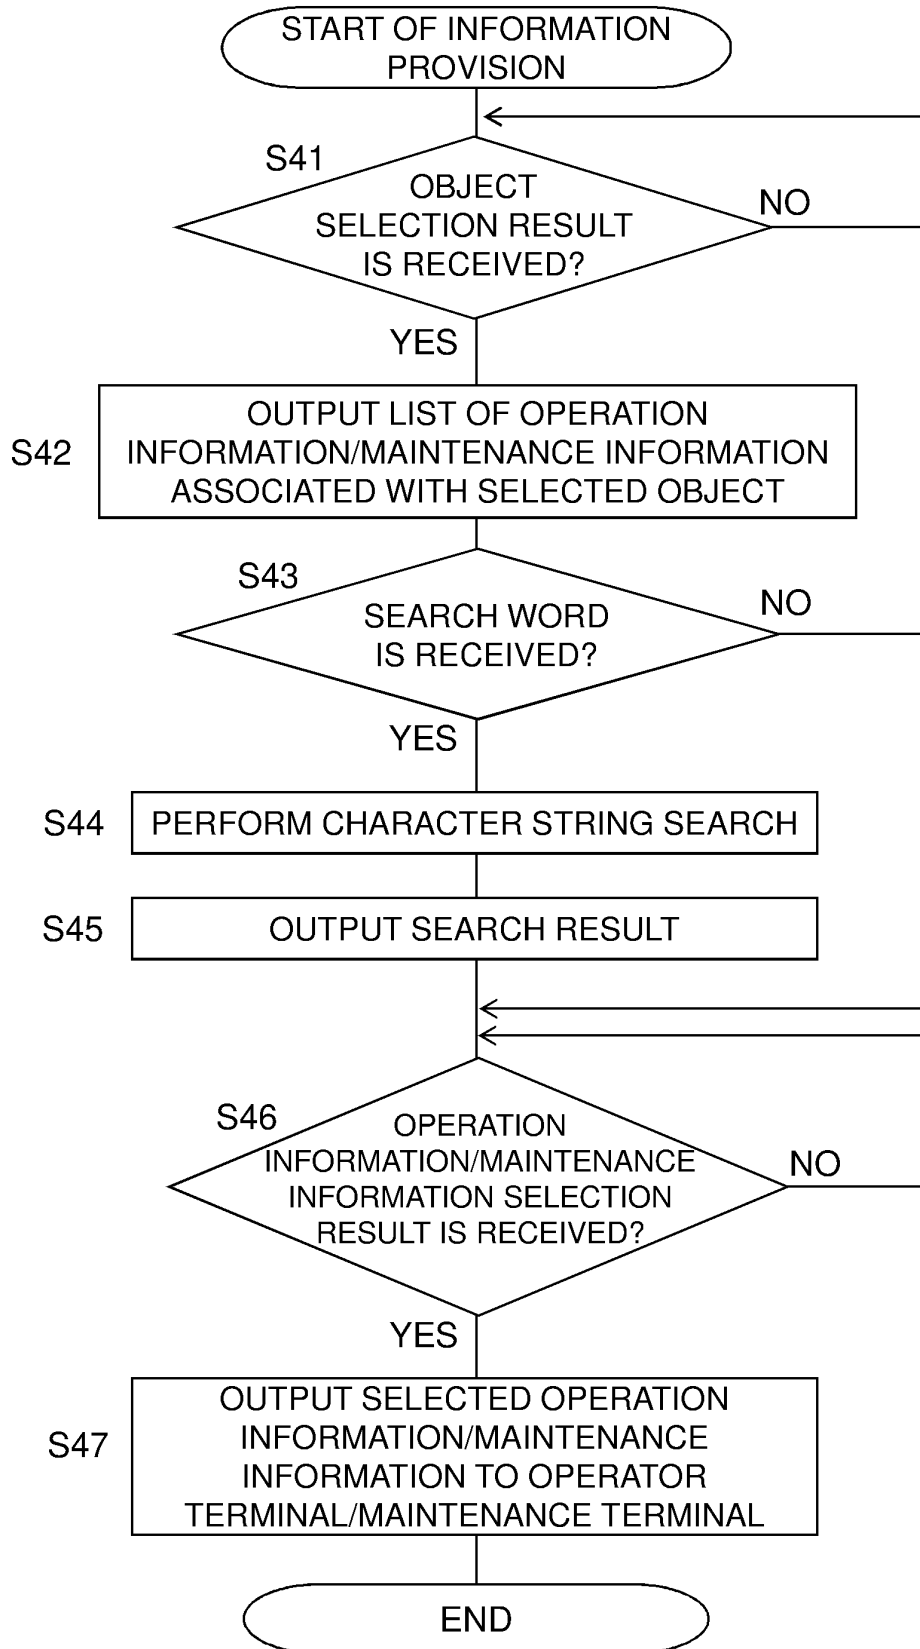 START OF INFORMATION
PROVISION
S41
OBJECT
SELECTION RESULT
IS RECEIVED?
NO
YES
S42
OUTPUT LIST OF OPERATION
INFORMATION/MAINTENANCE INFORMATION
ASSOCIATED WITH SELECTED OBJECT
S43
SEARCH WORD
IS RECEIVED?
NO
YES
S44
PERFORM CHARACTER STRING SEARCH
S45
OUTPUT SEARCH RESULT
S46
OPERATION
INFORMATION/MAINTENANCE
INFORMATION SELECTION
RESULT IS RECEIVED?
NO
YES
S47
OUTPUT SELECTED OPERATION
INFORMATION/MAINTENANCE
INFORMATION TO OPERATOR
TERMINAL/MAINTENANCE TERMINAL
END